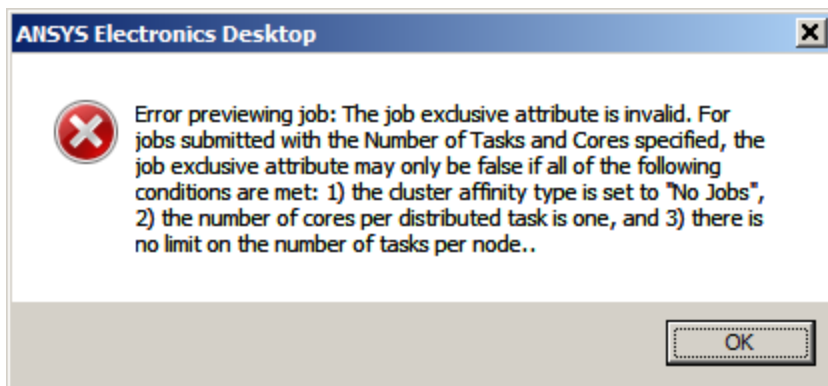 ANSYS Electronics Desktop
Error previewing job: The job exclusive attribute is invalid. For
jobs submitted with the Number of Tasks and Cores specified, the
job exclusive attribute may only be false if all of the following
conditions are met: 1) the cluster affinity type is set to "No Jobs",
2) the number of cores per distributed task is one, and 3) there is
no limit on the number of tasks per node..
OK